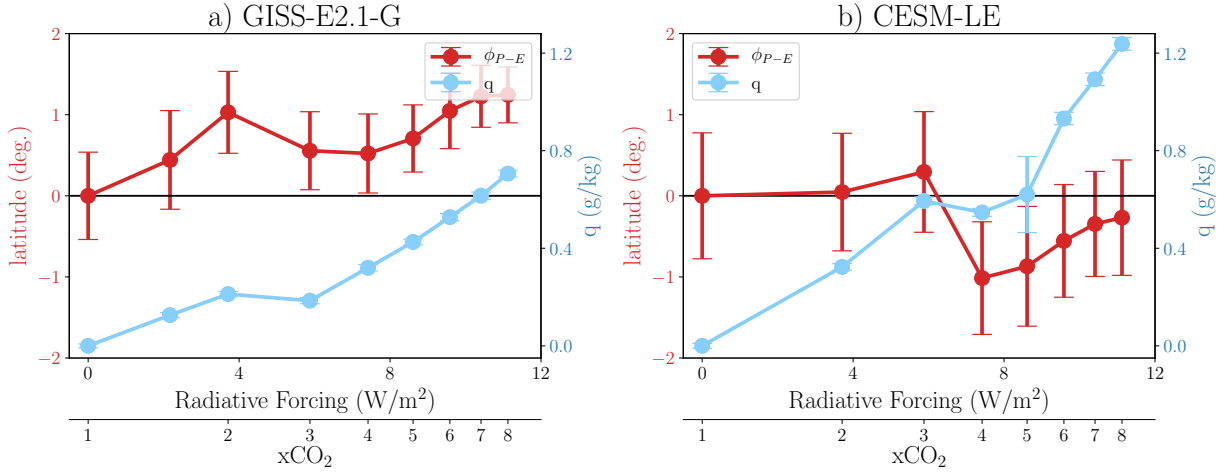 a) GISS-E2.1-G
2
1
0
−1
−2
latitude (deg.)
ϕP−E
q
1.2
0.8
0.4
0.0
q (g/kg)
0 4 8 12
Radiative Forcing (W/m²)
1 2 3 4 5 6 7 8
xCO₂
b) CESM-LE
2
1
0
−1
−2
latitude (deg.)
ϕP−E
q
1.2
0.8
0.4
0.0
q (g/kg)
0 4 8 12
Radiative Forcing (W/m²)
1 2 3 4 5 6 7 8
xCO₂